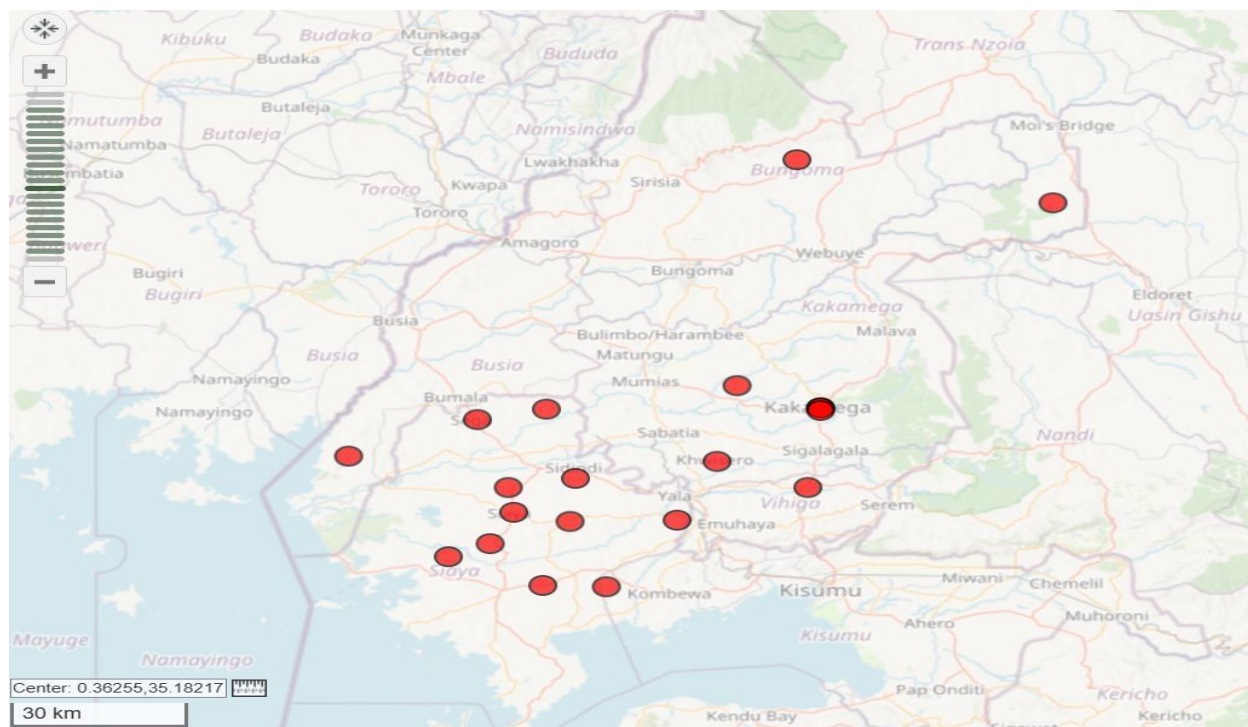 Kibuku
Budaka
Munkaga
Center
Trans Nzoia
Budaka
Bududa
Mbale
Butaleja
Namutumba
Namisindwa
Moi's Bridge
Namatumba
Butaleja
Lwakhakha
Bungoma
Tororo
Kwapa
Sirisia
Tororo
Amagoro
Webuye
Bugiri
Bungoma
Bugiri
Eldoret
Kakamega
Uasin Gishu
Busia
Malava
Bulimbo/Harambee
Busia
Busia
Matungu
Namayingo
Mumias
Bumala
Namayingo
Kakamega
Sabatia
Nandi
Sigalagala
Khwisero
Sidindi
Yala
Vihiga
Serem
Emuhaya
Siaya
Miwani
Chemelil
Kombewa
Kisumu
Muhoroni
Ahero
Mayuge
Kisumu
Namayingo
Center: 0.36255,35.18217
Pap Onditi
Kericho
30 km
Kendu Bay
Kericho